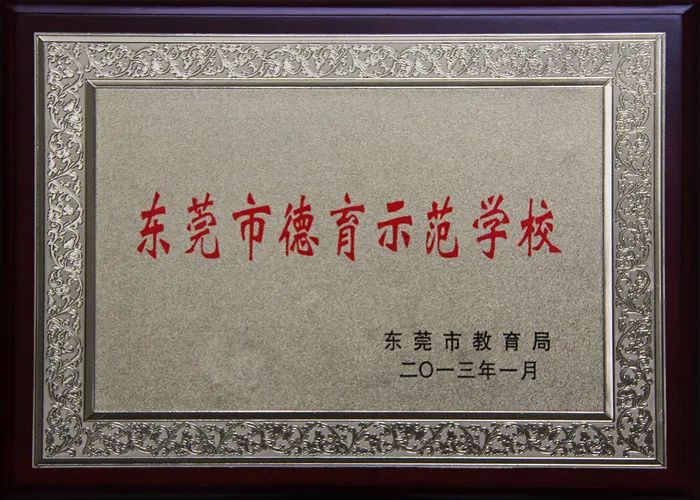 东莞市德育示范学校
东莞市教育局
二〇一三年一月